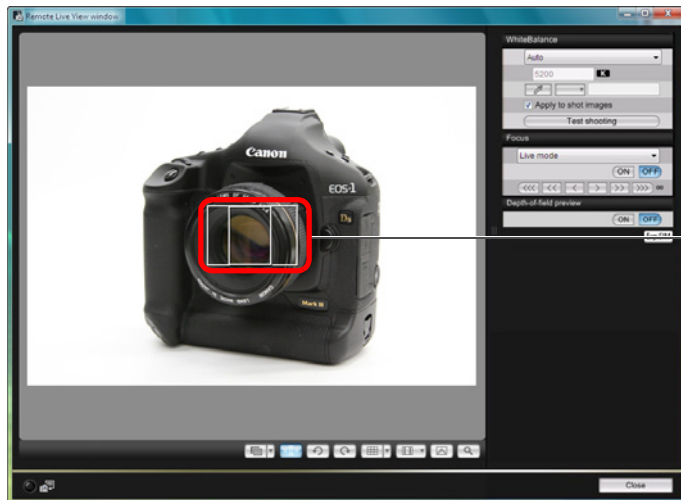 Remote Live View window
WhiteBalance
Auto
5200 K
Apply to shot images
Test shooting
Focus
Live mode
ON OFF
<<< << < > >> >>> ∞
Depth-of-field preview
ON OFF
Canon
EOS-1
Ds
Mark III
Close